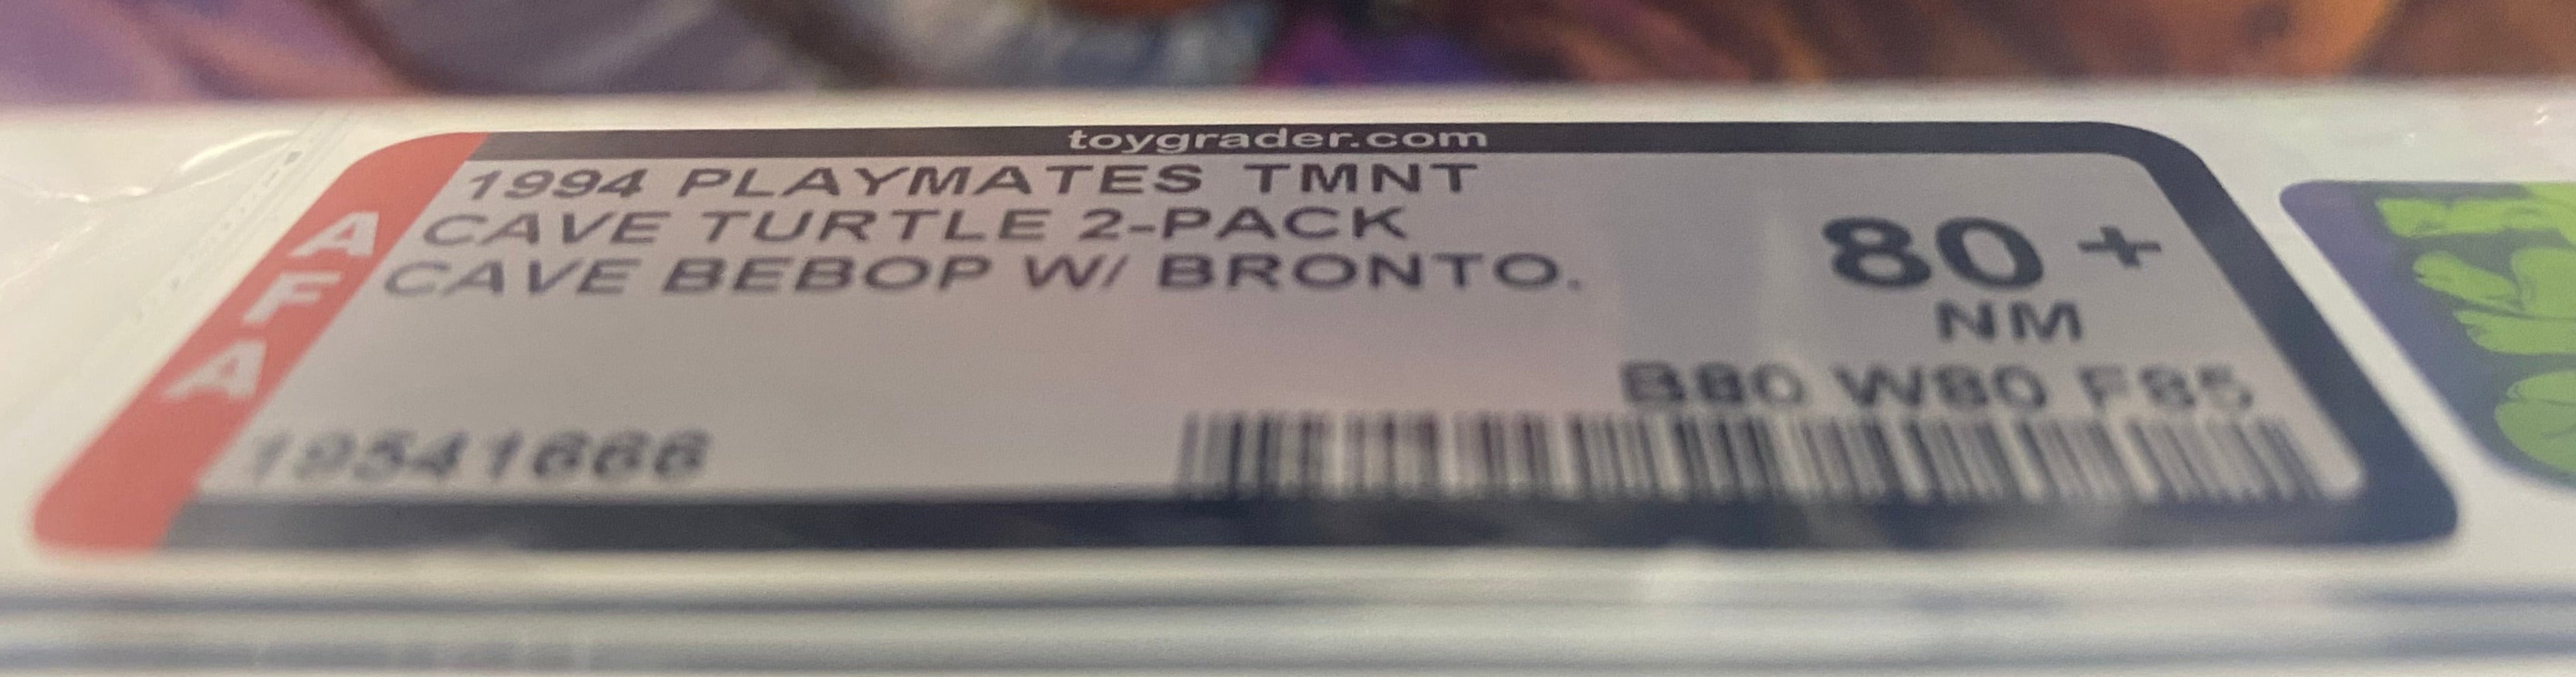 toygrader.com
AFA
1994 PLAYMATES TMNT
CAVE TURTLE 2-PACK
CAVE BEBOP W/ BRONTO.
80+
NM
B80 W80 F85
19541666